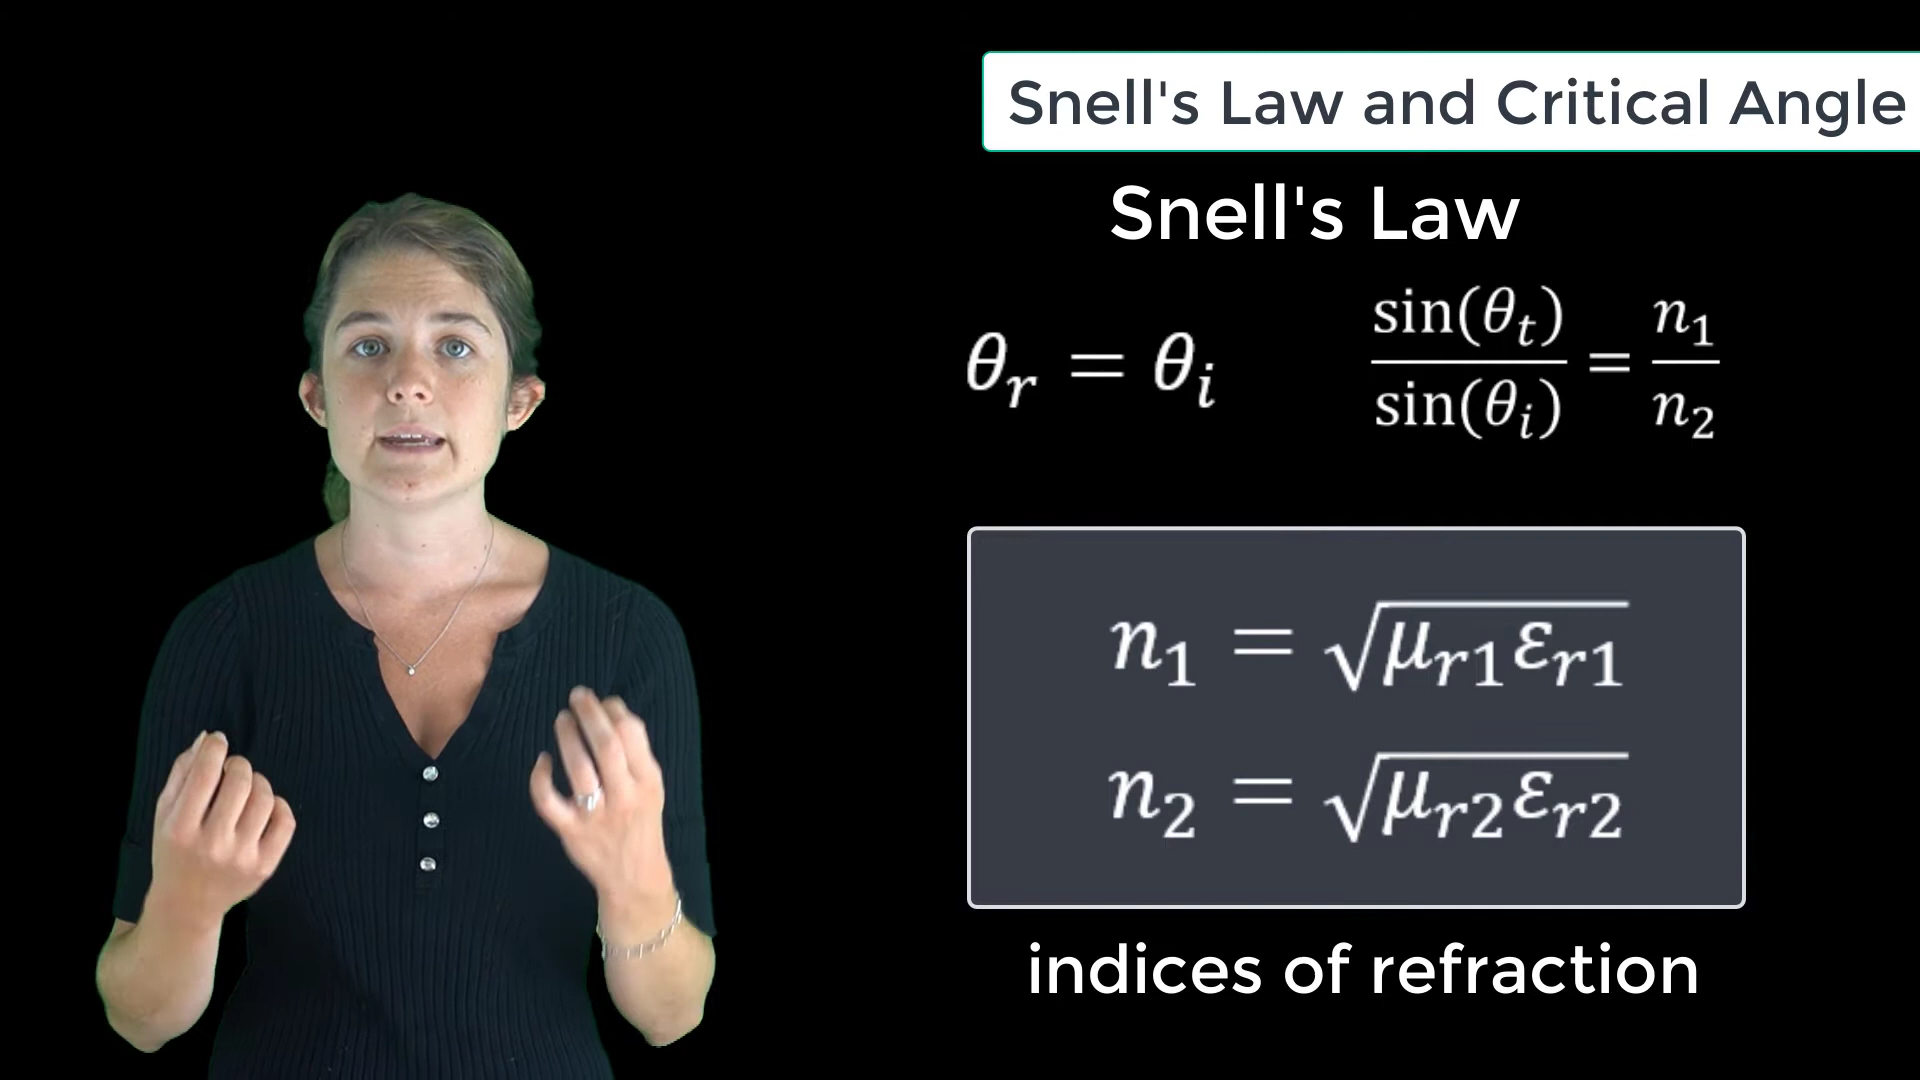 Snell's Law and Critical Angle
Snell's Law
θᵣ = θᵢ    sin(θₜ)/sin(θᵢ) = n₁/n₂
n₁ = √(μᵣ₁εᵣ₁)
n₂ = √(μᵣ₂εᵣ₂)
indices of refraction